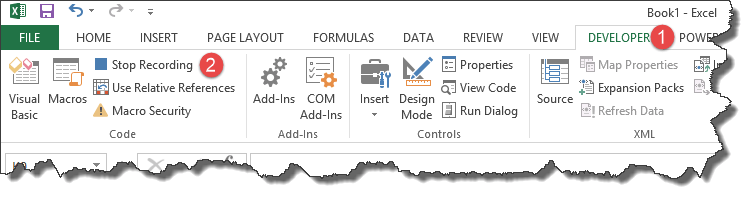 Book1 - Excel
FILE HOME INSERT PAGE LAYOUT FORMULAS DATA REVIEW VIEW DEVELOPER 1 POWE
Stop Recording 2 Properties Map Properties
Use Relative References View Code Expansion Packs
Visual Basic Macros Add-Ins COM Add-Ins Insert Design Mode Source
Macro Security Run Dialog Refresh Data
Code Add-Ins Controls XML